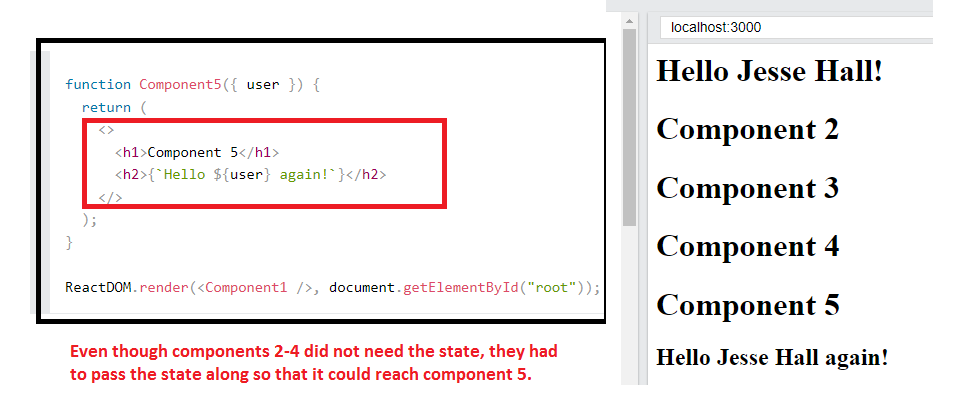 function Component5({ user }) {
  return (
    <>
      <h1>Component 5</h1>
      <h2>{`Hello ${user} again!`}</h2>
    </>
  );
}
ReactDOM.render(<Component1 />, document.getElementById("root"));
Even though components 2-4 did not need the state, they had
to pass the state along so that it could reach component 5.
localhost:3000
Hello Jesse Hall!
Component 2
Component 3
Component 4
Component 5
Hello Jesse Hall again!